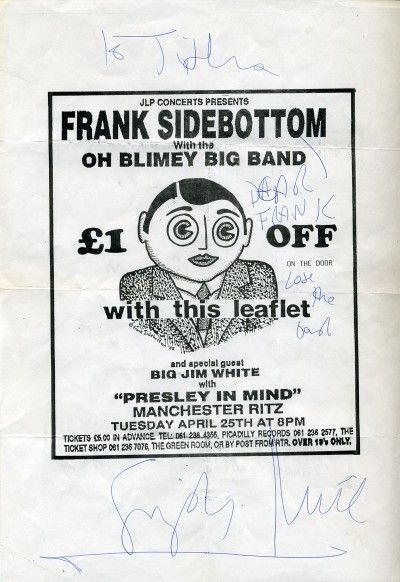 to
JLP CONCERTS PRESENTS
FRANK SIDEBOTTOM
With the
OH BLIMEY BIG BAND
DEAR
FRANK
£1 OFF
ON THE DOOR
Lose
the
with this leaflet
and special guest
BIG JIM WHITE
with
"PRESLEY IN MIND"
MANCHESTER RITZ
TUESDAY APRIL 25TH AT 8PM
TICKETS £5.00 IN ADVANCE. TEL: 061 236 4355, PICADILLY RECORDS 061 236 2577, THE
TICKET SHOP 061 236 7076, THE GREEN ROOM, OR BY POST FROM RTR. OVER 18's ONLY.